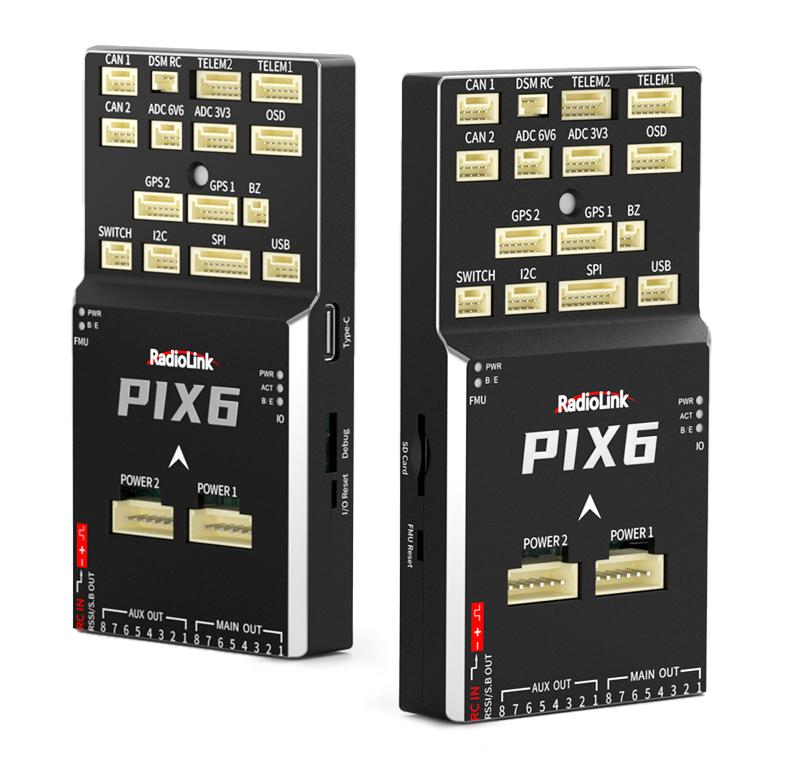 CAN 1 DSM RC TELEM2 TELEM1
CAN 2 ADC 6V6 ADC 3V3 OSD
GPS 2 GPS 1 BZ
SWITCH I2C SPI USB
PWR
B/E
FMU
RadioLink
PIX6
PWR
ACT
B/E
IO
POWER 2 POWER 1
Type-C
Debug
I/O Reset
RC IN
- +
RSSI/S.B OUT
AUX OUT MAIN OUT
8 7 6 5 4 3 2 1 8 7 6 5 4 3 2 1
CAN 1 DSM RC TELEM2 TELEM1
CAN 2 ADC 6V6 ADC 3V3 OSD
GPS 2 GPS 1 BZ
SWITCH I2C SPI USB
PWR
B/E
FMU
RadioLink
PIX6
PWR
ACT
B/E
IO
SD Card
FMU Reset
POWER 2 POWER 1
RC IN
- +
RSSI/S.B OUT
AUX OUT MAIN OUT
8 7 6 5 4 3 2 1 8 7 6 5 4 3 2 1